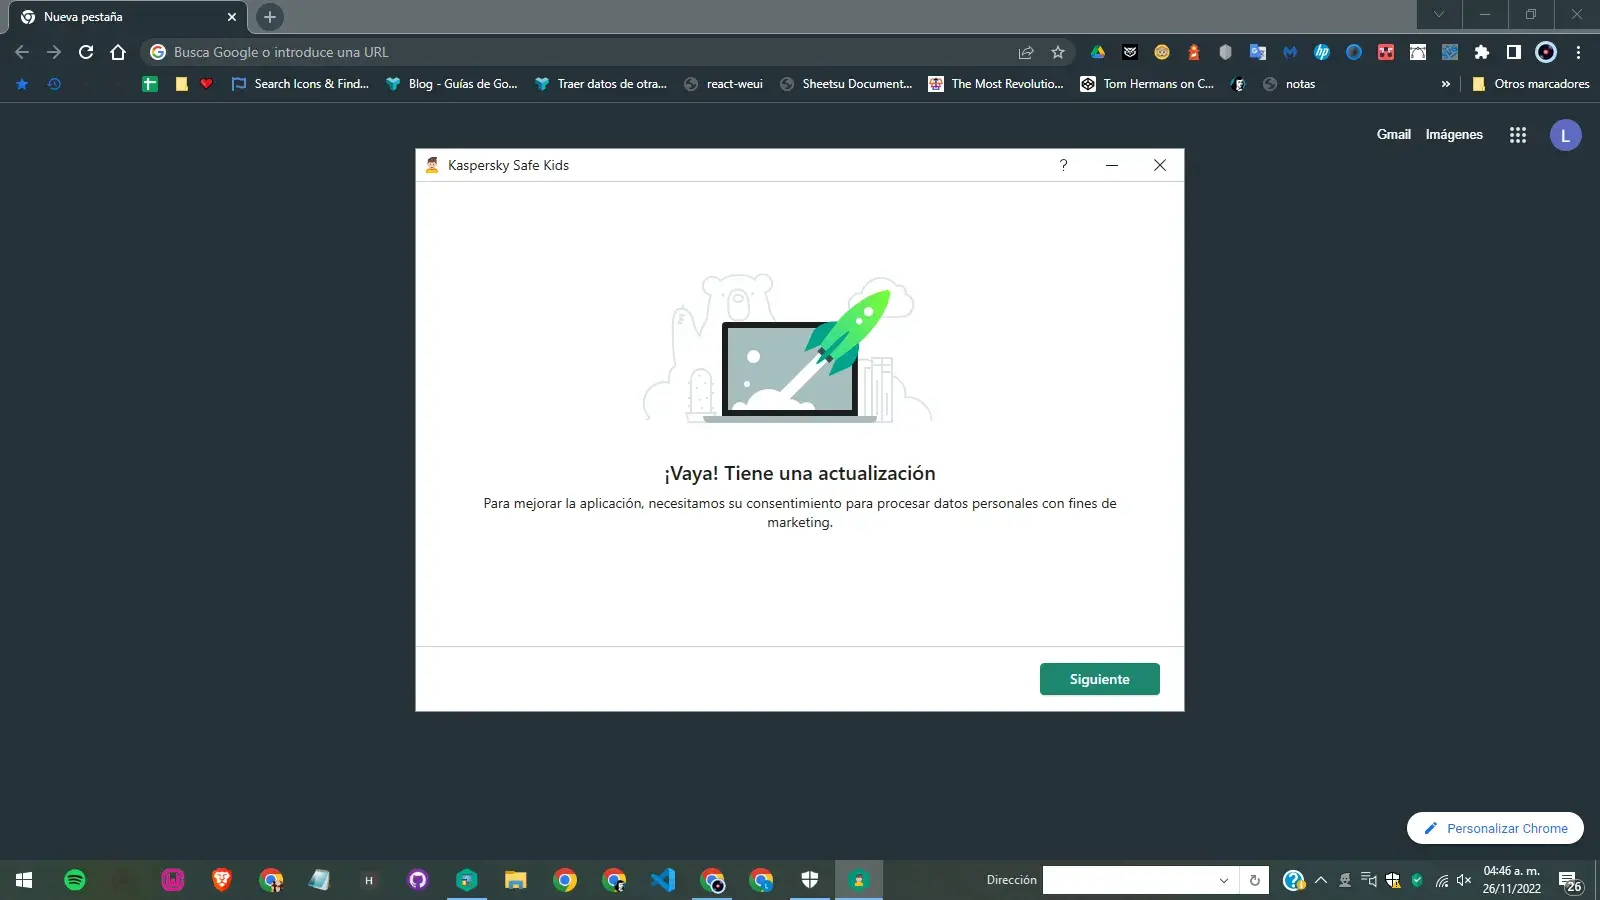 Nueva pestaña
Busca Google o introduce una URL
Search Icons & Find...
Blog - Guías de Go...
Traer datos de otra...
react-weui
Sheetsu Document...
The Most Revolutio...
Tom Hermans on C...
notas
»
Otros marcadores
Gmail
Imágenes
L
Kaspersky Safe Kids
?
¡Vaya! Tiene una actualización
Para mejorar la aplicación, necesitamos su consentimiento para procesar datos personales con fines de
marketing.
Siguiente
Personalizar Chrome
H
Dirección
04:46 a. m.
26/11/2022
26